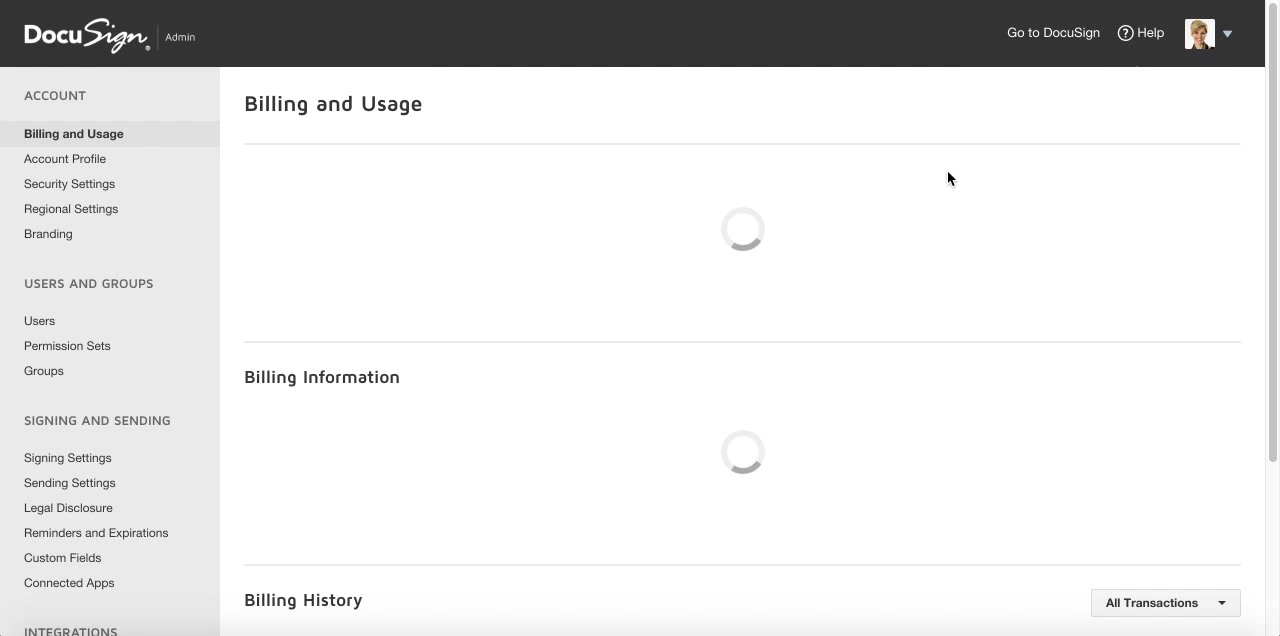 DocuSign Admin
Go to DocuSign
? Help
ACCOUNT
Billing and Usage
Account Profile
Security Settings
Regional Settings
Branding
USERS AND GROUPS
Users
Permission Sets
Groups
SIGNING AND SENDING
Signing Settings
Sending Settings
Legal Disclosure
Reminders and Expirations
Custom Fields
Connected Apps
INTEGRATIONS
Billing and Usage
Billing Information
Billing History
All Transactions